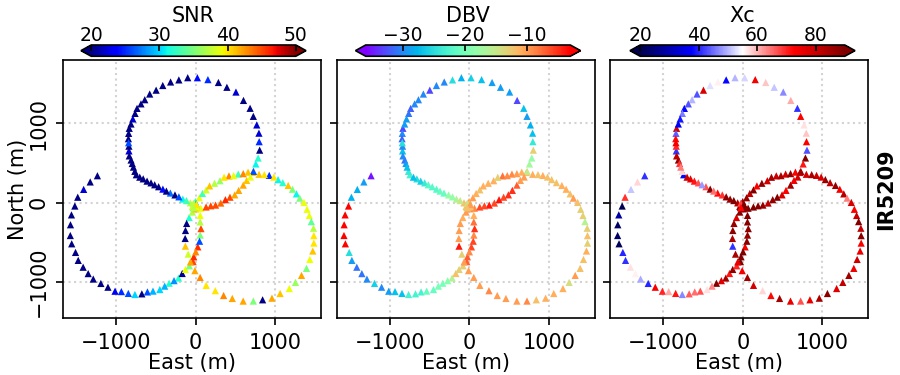 SNR DBV Xc
20 30 40 50 −30 −20 −10 20 40 60 80
North (m)
1000
0
−1000
−1000 0 1000 −1000 0 1000 −1000 0 1000
East (m) East (m) East (m)
IR5209